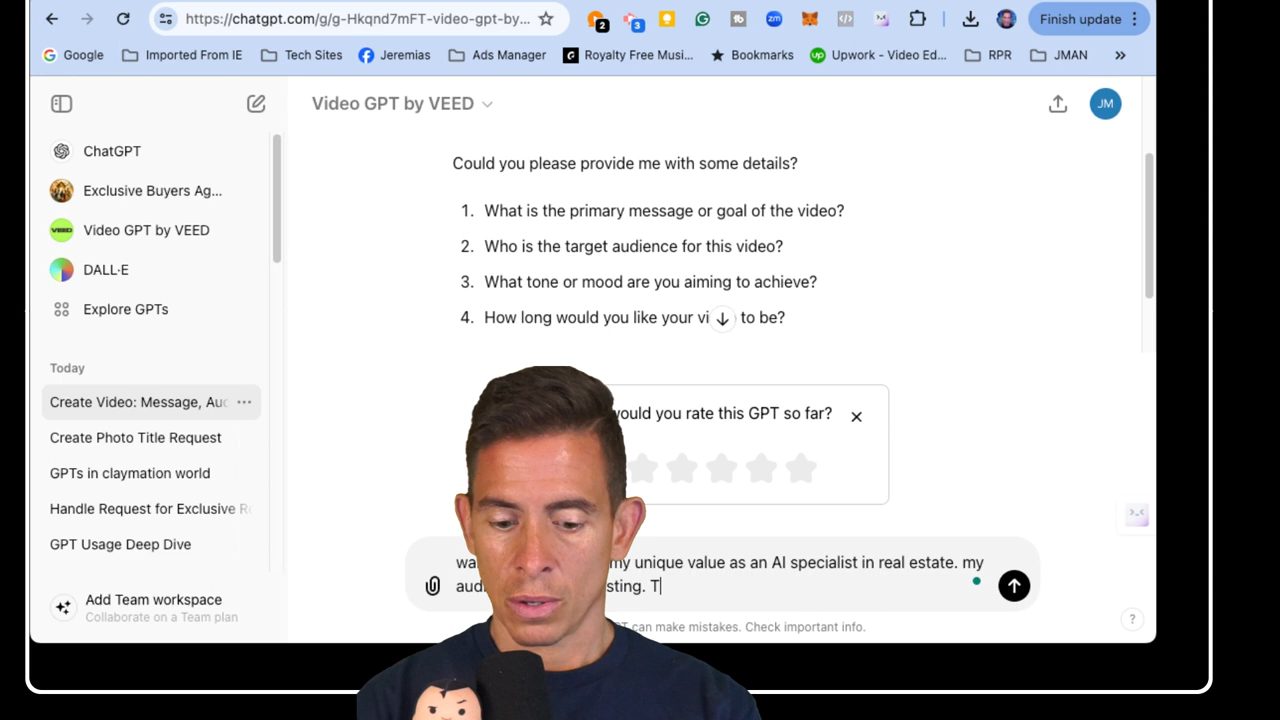 https://chatgpt.com/g/g-Hkqnd7mFT-video-gpt-by...
2
3
zm
Finish update
Google
Imported From IE
Tech Sites
Jeremias
Ads Manager
Royalty Free Musi...
Bookmarks
up
Upwork - Video Ed...
RPR
JMAN
Video GPT by VEED
JM
ChatGPT
Exclusive Buyers Ag...
VEED
Video GPT by VEED
DALL·E
Explore GPTs
Today
Create Video: Message, Au
Create Photo Title Request
GPTs in claymation world
Handle Request for Exclusive R
GPT Usage Deep Dive
Add Team workspace
Collaborate on a Team plan
Could you please provide me with some details?
1. What is the primary message or goal of the video?
2. Who is the target audience for this video?
3. What tone or mood are you aiming to achieve?
4. How long would you like your vi to be?
would you rate this GPT so far?
my unique value as an AI specialist in real estate. my
sting. T
can make mistakes. Check important info.
?